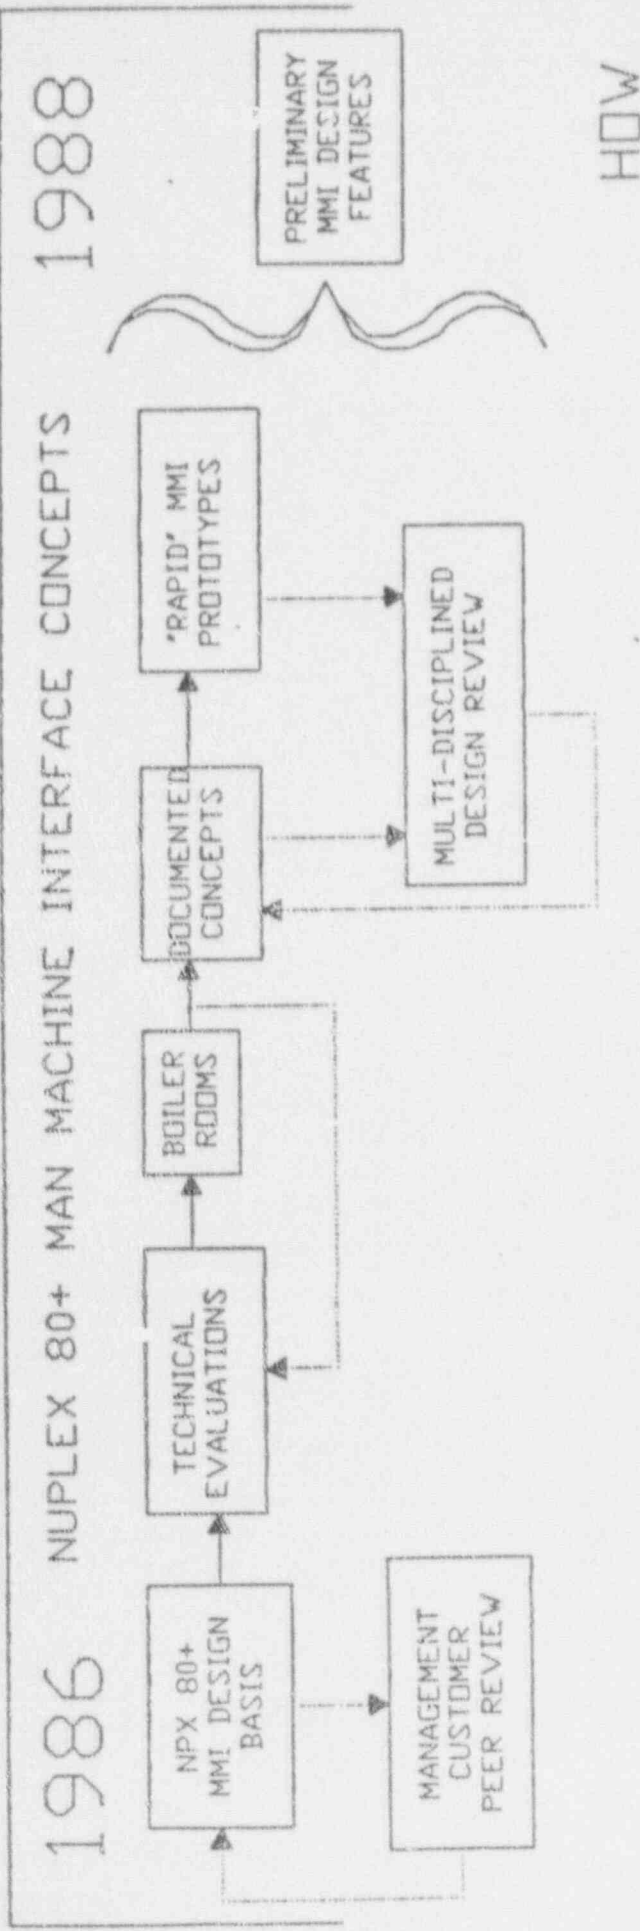 1986
NUPLEX 80+ MAN MACHINE INTERFACE CONCEPTS
1988
NPX 80+
MMI DESIGN
BASIS
TECHNICAL
EVALUATIONS
BOILER
ROOMS
DOCUMENTED
CONCEPTS
'RAPID' MMI
PROTOTYPES
PRELIMINARY
MMI DESIGN
FEATURES
MANAGEMENT
CUSTOMER
PEER REVIEW
MULTI-DISCIPLINED
DESIGN REVIEW
HOW